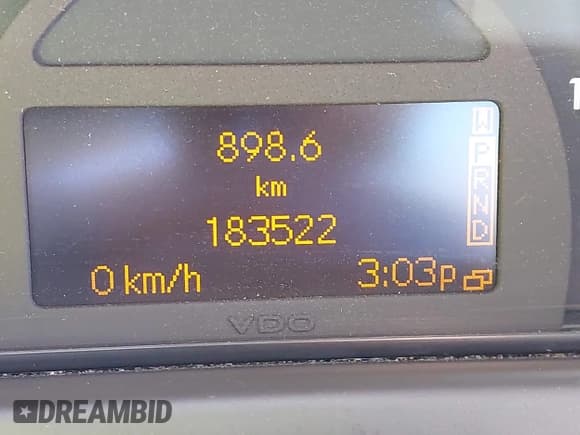 898.6
km
183522
0 km/h 3:03p
W
P
R
N
D
VDO
DREAMBID